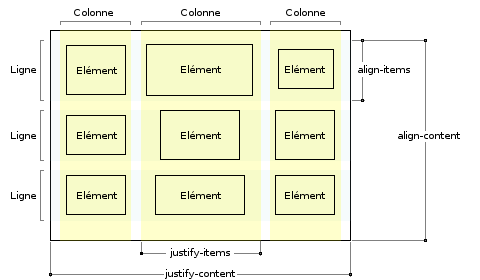 Colonne Colonne Colonne
Ligne Elément Elément Elément align-items
Ligne Elément Elément Elément align-content
Ligne Elément Elément Elément
justify-items
justify-content